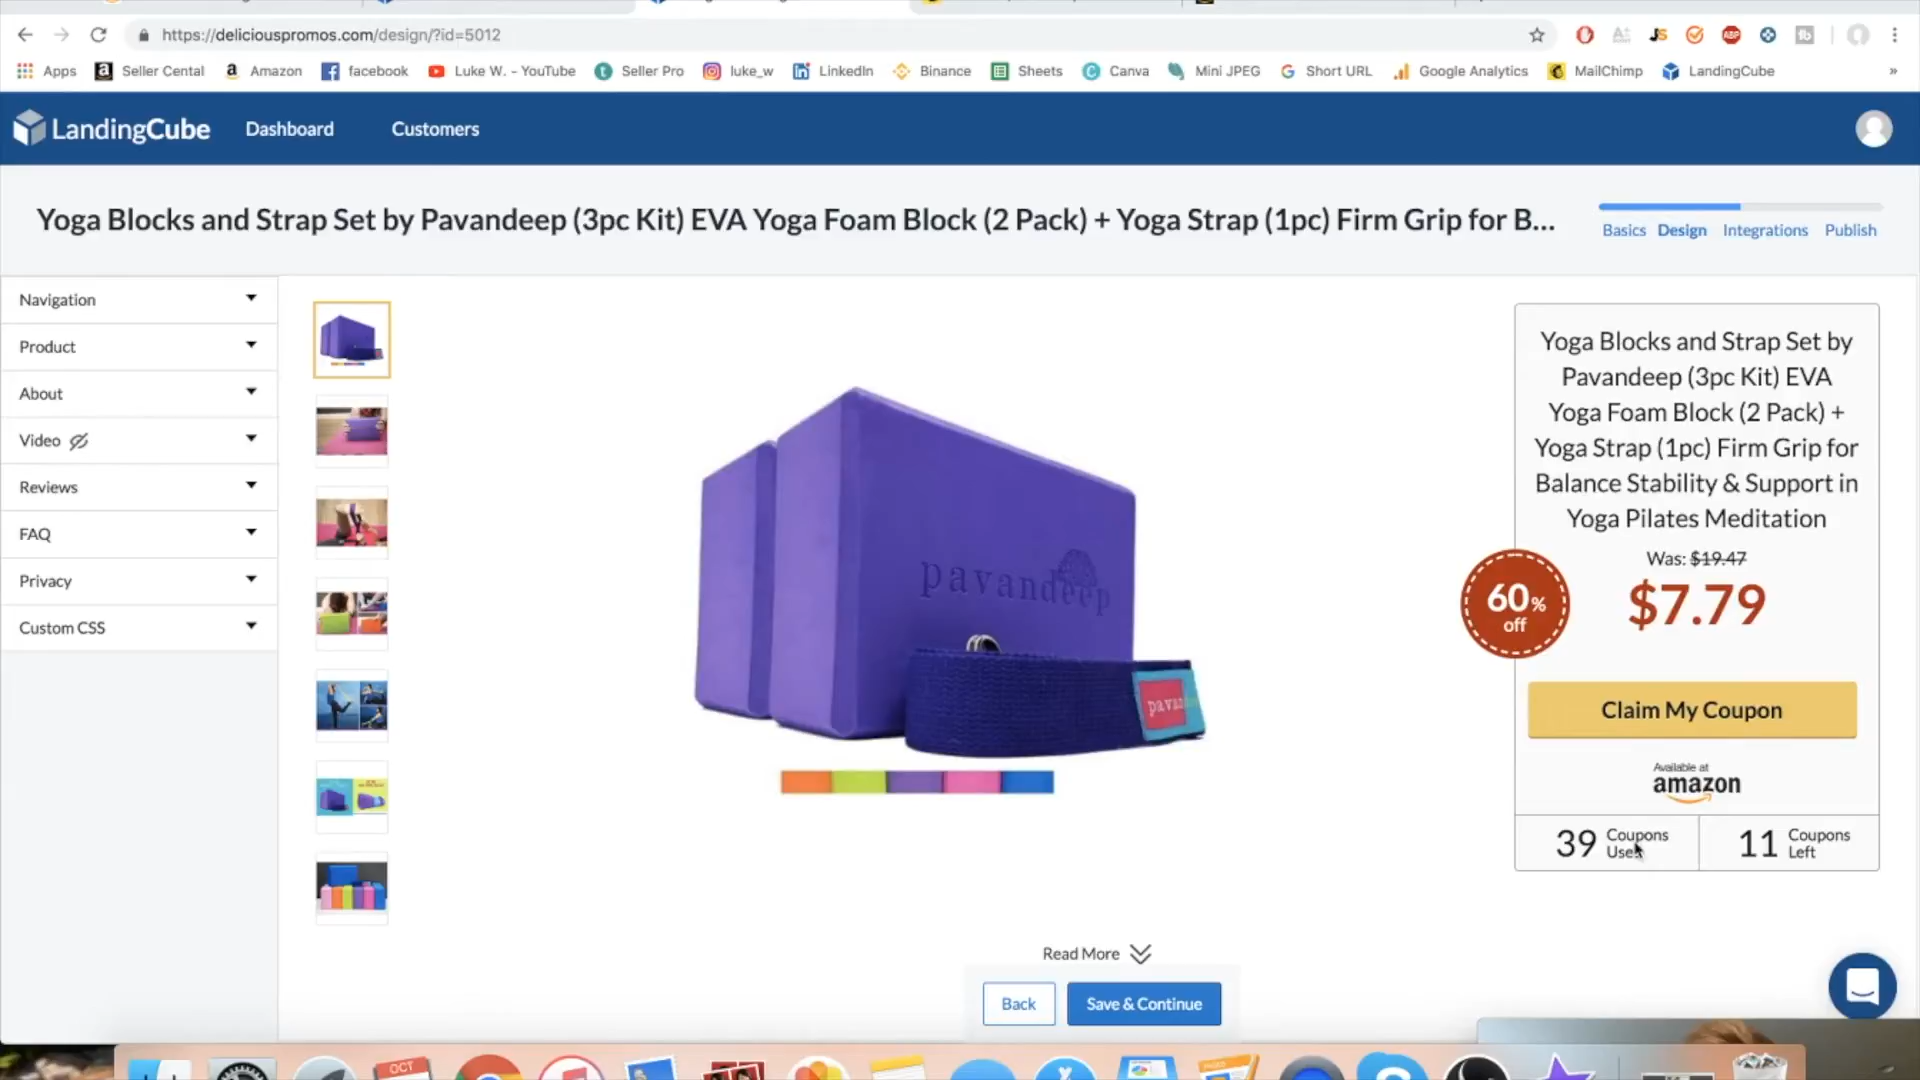 https://deliciouspromos.com/design/?id=5012
Apps
Seller Cental
Amazon
facebook
Luke W. - YouTube
Seller Pro
luke_w
LinkedIn
Binance
Sheets
Canva
Mini JPEG
Short URL
Google Analytics
MailChimp
LandingCube
»
LandingCube
Dashboard
Customers
Yoga Blocks and Strap Set by Pavandeep (3pc Kit) EVA Yoga Foam Block (2 Pack) + Yoga Strap (1pc) Firm Grip for B...
Basics
Design
Integrations
Publish
Navigation
Product
About
Video
Reviews
FAQ
Privacy
Custom CSS
pavandeep
Yoga Blocks and Strap Set by
Pavandeep (3pc Kit) EVA
Yoga Foam Block (2 Pack) +
Yoga Strap (1pc) Firm Grip for
Balance Stability & Support in
Yoga Pilates Meditation
Was: $19.47
60%
off
$7.79
Claim My Coupon
Available at
amazon
39 Coupons
Used
11 Coupons
Left
Read More
Back
Save & Continue
OCT
ABP